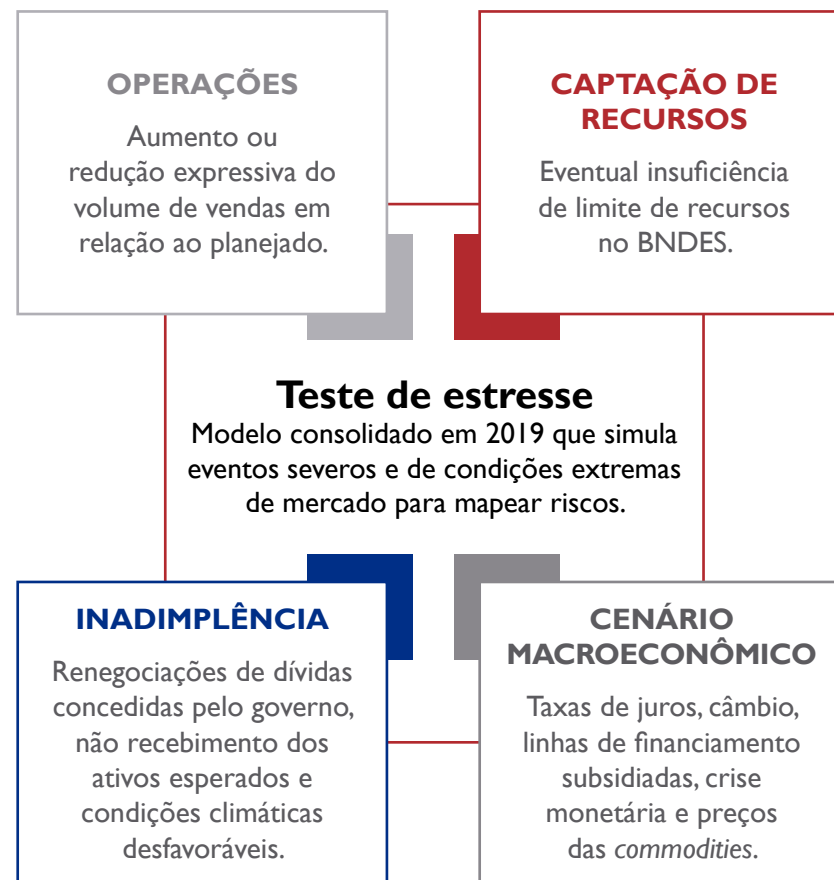 OPERAÇÕES
Aumento ou
redução expressiva do
volume de vendas em
relação ao planejado.
CAPTAÇÃO DE
RECURSOS
Eventual insuficiência
de limite de recursos
no BNDES.
Teste de estresse
Modelo consolidado em 2019 que simula
eventos severos e de condições extremas
de mercado para mapear riscos.
INADIMPLÊNCIA
Renegociações de dívidas
concedidas pelo governo,
não recebimento dos
ativos esperados e
condições climáticas
desfavoráveis.
CENÁRIO
MACROECONÔMICO
Taxas de juros, câmbio,
linhas de financiamento
subsidiadas, crise
monetária e preços
das commodities.